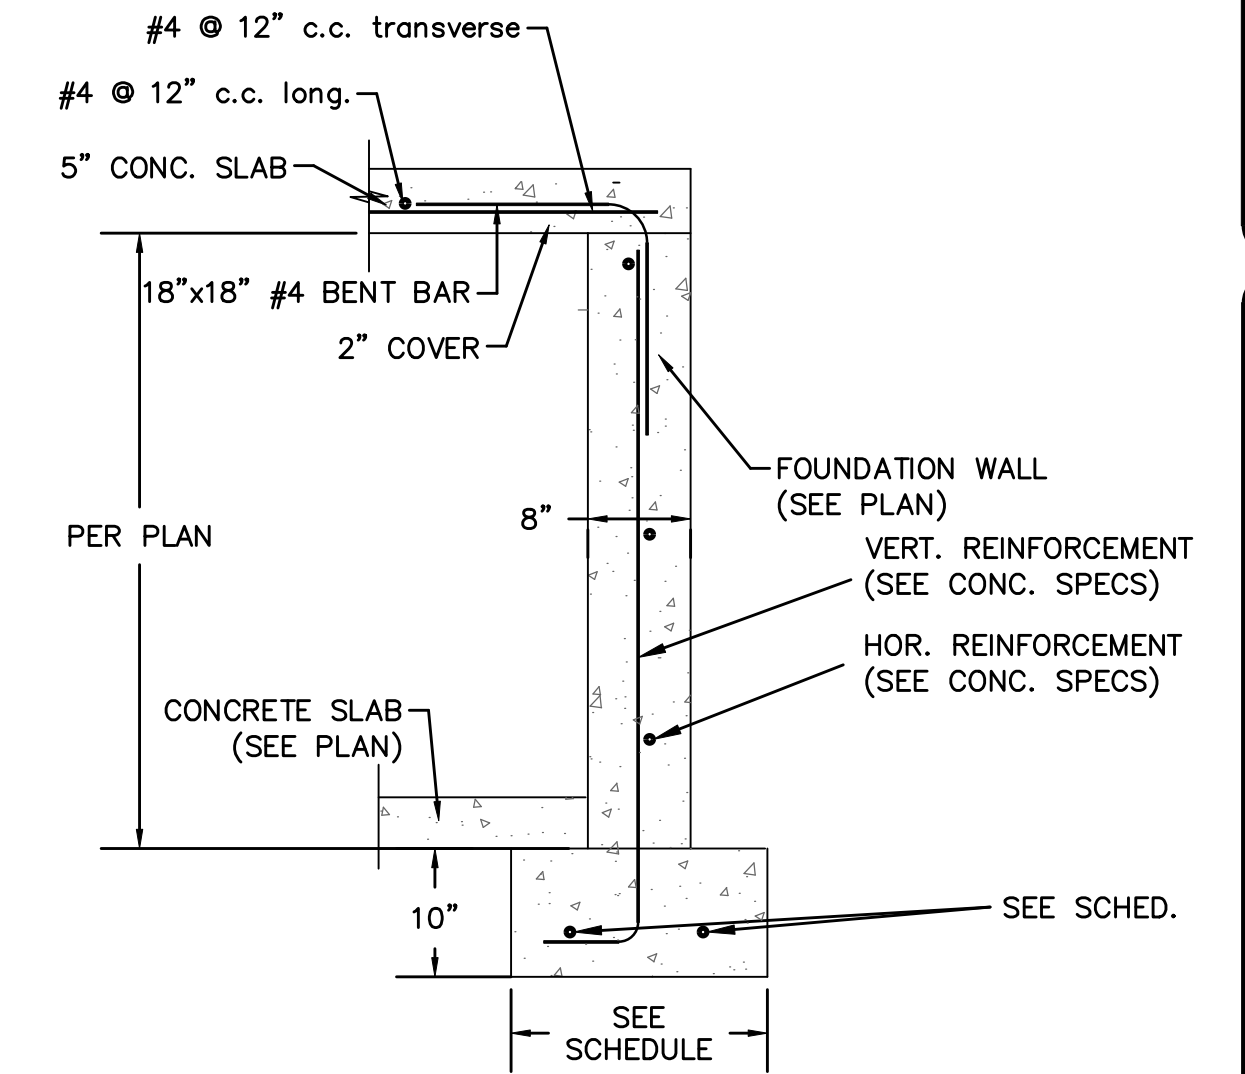 #4 @ 12” c.c. transverse
#4 @ 12” c.c. long.
5” CONC. SLAB
18”x18” #4 BENT BAR
2” COVER
FOUNDATION WALL
(SEE PLAN)
8”
PER PLAN
VERT. REINFORCEMENT
(SEE CONC. SPECS)
HOR. REINFORCEMENT
(SEE CONC. SPECS)
CONCRETE SLAB
(SEE PLAN)
10”
SEE SCHED.
SEE
SCHEDULE